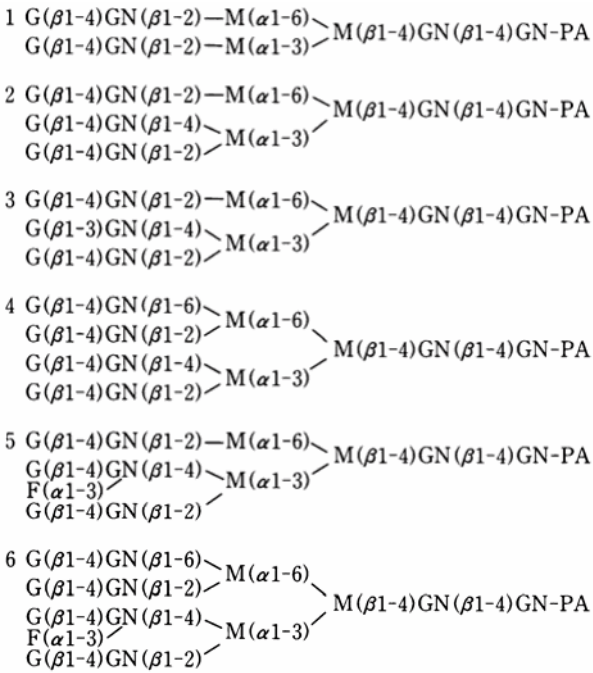 1 G(β1-4)GN(β1-2)—M(α1-6)
M(β1-4)GN(β1-4)GN-PA
G(β1-4)GN(β1-2)—M(α1-3)
2 G(β1-4)GN(β1-2)—M(α1-6)
M(β1-4)GN(β1-4)GN-PA
G(β1-4)GN(β1-4)
M(α1-3)
G(β1-4)GN(β1-2)
3 G(β1-4)GN(β1-2)—M(α1-6)
M(β1-4)GN(β1-4)GN-PA
G(β1-3)GN(β1-4)
M(α1-3)
G(β1-4)GN(β1-2)
4 G(β1-4)GN(β1-6)
M(α1-6)
G(β1-4)GN(β1-2)
M(β1-4)GN(β1-4)GN-PA
G(β1-4)GN(β1-4)
M(α1-3)
G(β1-4)GN(β1-2)
5 G(β1-4)GN(β1-2)—M(α1-6)
M(β1-4)GN(β1-4)GN-PA
G(β1-4)GN(β1-4)
M(α1-3)
F(α1-3)
G(β1-4)GN(β1-2)
6 G(β1-4)GN(β1-6)
M(α1-6)
G(β1-4)GN(β1-2)
M(β1-4)GN(β1-4)GN-PA
G(β1-4)GN(β1-4)
M(α1-3)
F(α1-3)
G(β1-4)GN(β1-2)